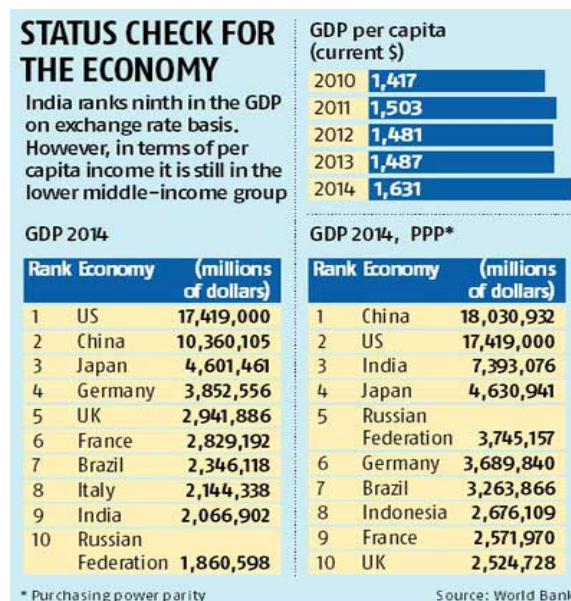 STATUS CHECK FOR
THE ECONOMY
India ranks ninth in the GDP
on exchange rate basis.
However, in terms of per
capita income it is still in the
lower middle-income group
GDP per capita
(current $)
2010 1,417
2011 1,503
2012 1,481
2013 1,487
2014 1,631
GDP 2014
Rank Economy (millions
of dollars)
1 US 17,419,000
2 China 10,360,105
3 Japan 4,601,461
4 Germany 3,852,556
5 UK 2,941,886
6 France 2,829,192
7 Brazil 2,346,118
8 Italy 2,144,338
9 India 2,066,902
10 Russian
Federation 1,860,598
GDP 2014, PPP*
Rank Economy (millions
of dollars)
1 China 18,030,932
2 US 17,419,000
3 India 7,393,076
4 Japan 4,630,941
5 Russian
Federation 3,745,157
6 Germany 3,689,840
7 Brazil 3,263,866
8 Indonesia 2,676,109
9 France 2,571,970
10 UK 2,524,728
* Purchasing power parity
Source: World Bank